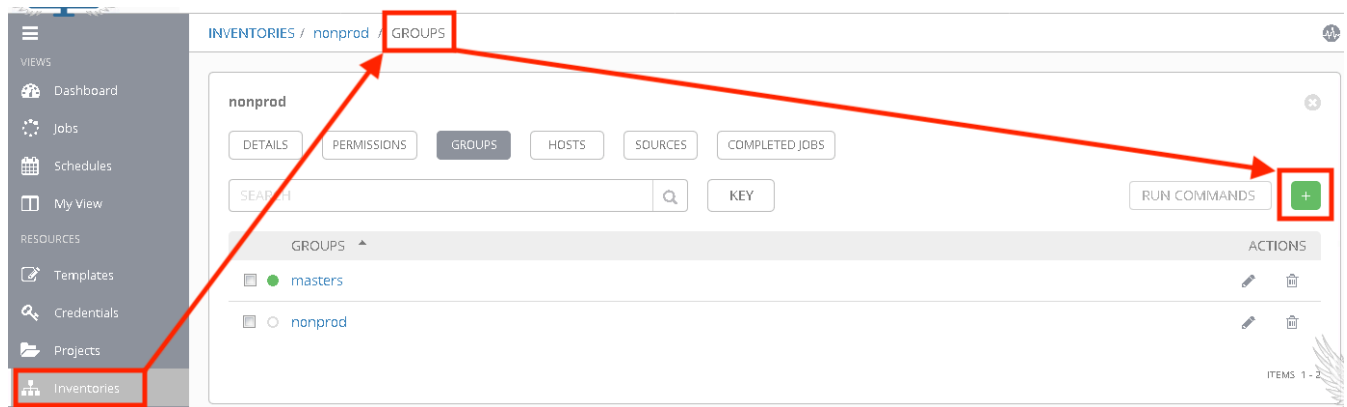 INVENTORIES / nonprod / GROUPS
VIEWS
Dashboard
Jobs
Schedules
My View
RESOURCES
Templates
Credentials
Projects
Inventories
nonprod
DETAILS PERMISSIONS GROUPS HOSTS SOURCES COMPLETED JOBS
SEARCH KEY RUN COMMANDS +
GROUPS ACTIONS
masters
nonprod
ITEMS 1 - 2